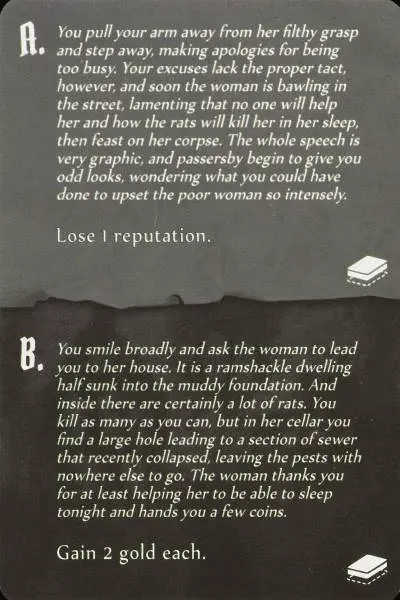 A.
You pull your arm away from her filthy grasp
and step away, making apologies for being
too busy. Your excuses lack the proper tact,
however, and soon the woman is bawling in
the street, lamenting that no one will help
her and how the rats will kill her in her sleep,
then feast on her corpse. The whole speech is
very graphic, and passersby begin to give you
odd looks, wondering what you could have
done to upset the poor woman so intensely.
Lose 1 reputation.
B.
You smile broadly and ask the woman to lead
you to her house. It is a ramshackle dwelling
half sunk into the muddy foundation. And
inside there are certainly a lot of rats. You
kill as many as you can, but in her cellar you
find a large hole leading to a section of sewer
that recently collapsed, leaving the pests with
nowhere else to go. The woman thanks you
for at least helping her to be able to sleep
tonight and hands you a few coins.
Gain 2 gold each.